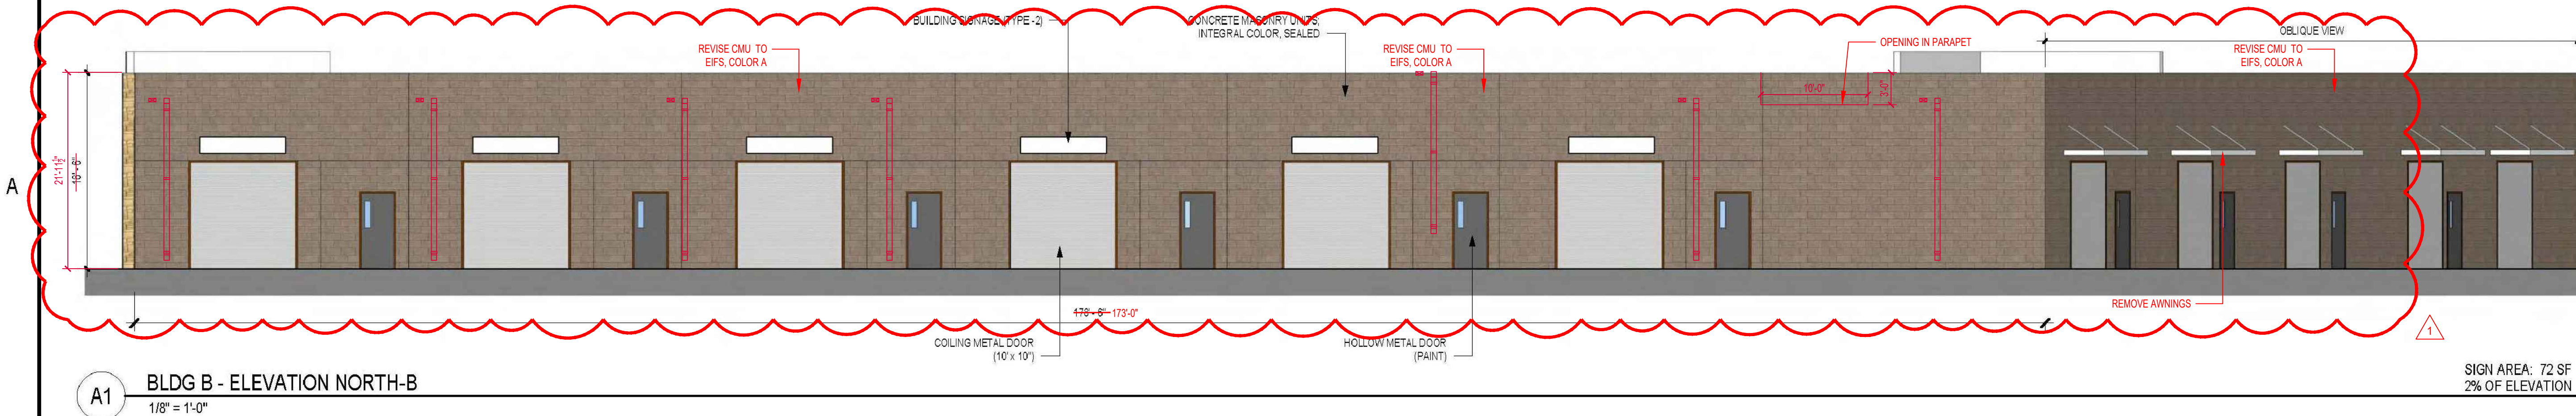 BUILDING SIGNAGE (TYPE -2)
CONCRETE MASONRY UNITS;
INTEGRAL COLOR, SEALED
OBLIQUE VIEW
REVISE CMU TO
EIFS, COLOR A
REVISE CMU TO
EIFS, COLOR A
OPENING IN PARAPET
REVISE CMU TO
EIFS, COLOR A
10'-0"
3'-0"
A
21'-11½"
18' - 6"
REMOVE AWNINGS
178' - 6" 173'-0"
1
COILING METAL DOOR
(10' x 10")
HOLLOW METAL DOOR
(PAINT)
A1
BLDG B - ELEVATION NORTH-B
1/8" = 1'-0"
SIGN AREA: 72 SF
2% OF ELEVATION